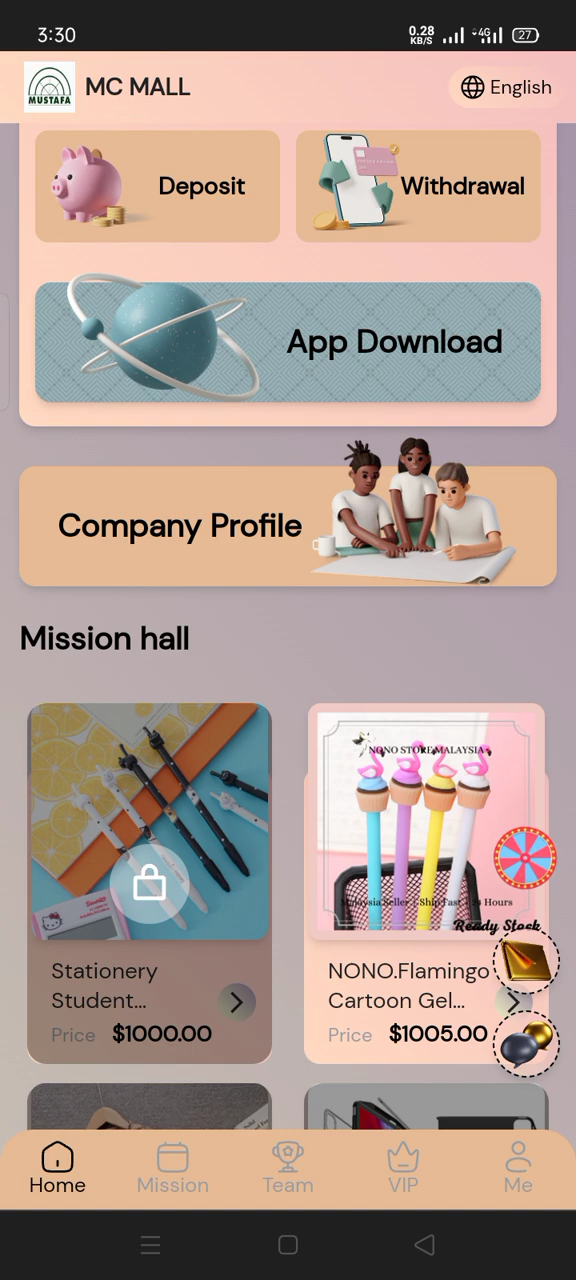 3:30
0.28
KB/S
4G
27
MUSTAFA
MC MALL
English
Deposit
Withdrawal
App Download
Company Profile
Mission hall
NONO STORE MALAYSIA
Malaysia Seller | Ship Fast | 24 Hours
Ready Stock
Stationery
Student...
Price $1000.00
NONO.Flamingo
Cartoon Gel...
Price $1005.00
Home
Mission
Team
VIP
Me